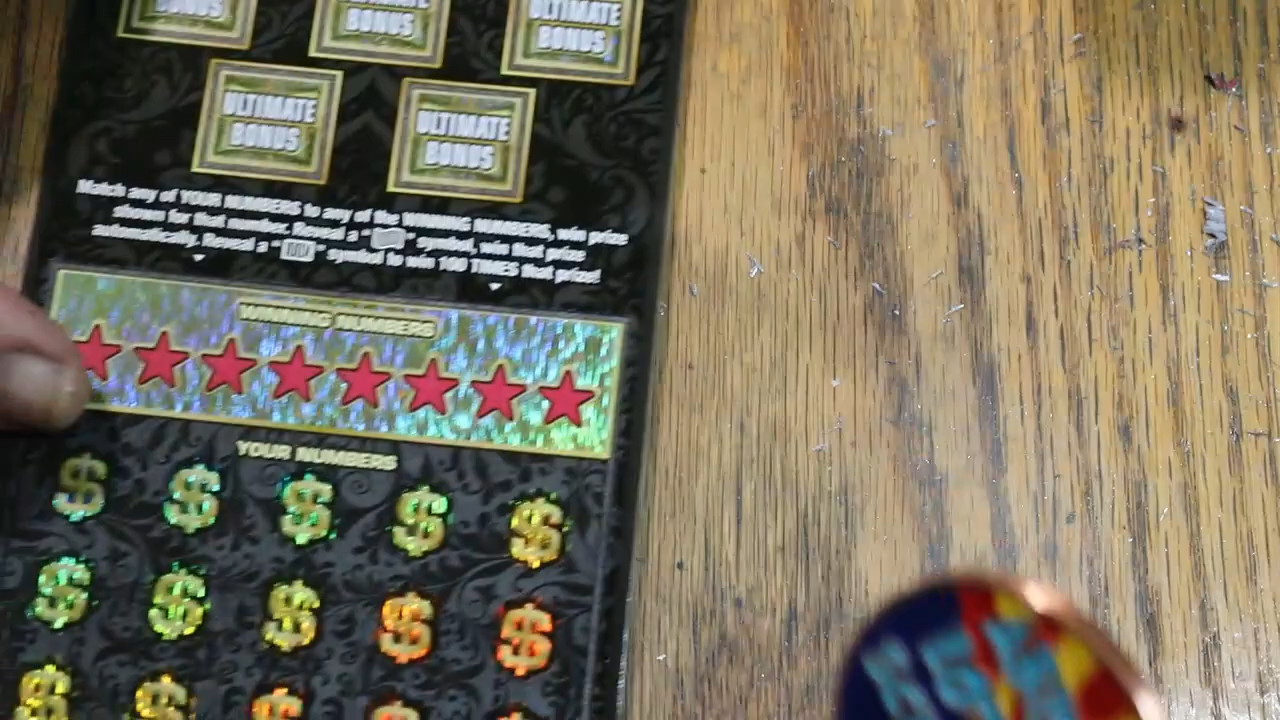 BONUS
BONUS
ULTIMATE
BONUS
ULTIMATE
BONUS
ULTIMATE
BONUS
Match any of YOUR NUMBERS to any of the WINNING NUMBERS, win prize
shown for that number. Reveal a " " symbol, win that prize
automatically. Reveal a " " symbol to win 100 TIMES that prize!
WINNING NUMBERS
YOUR NUMBERS
$ $ $ $ $
$ $ $ $ $
$ $ $ $